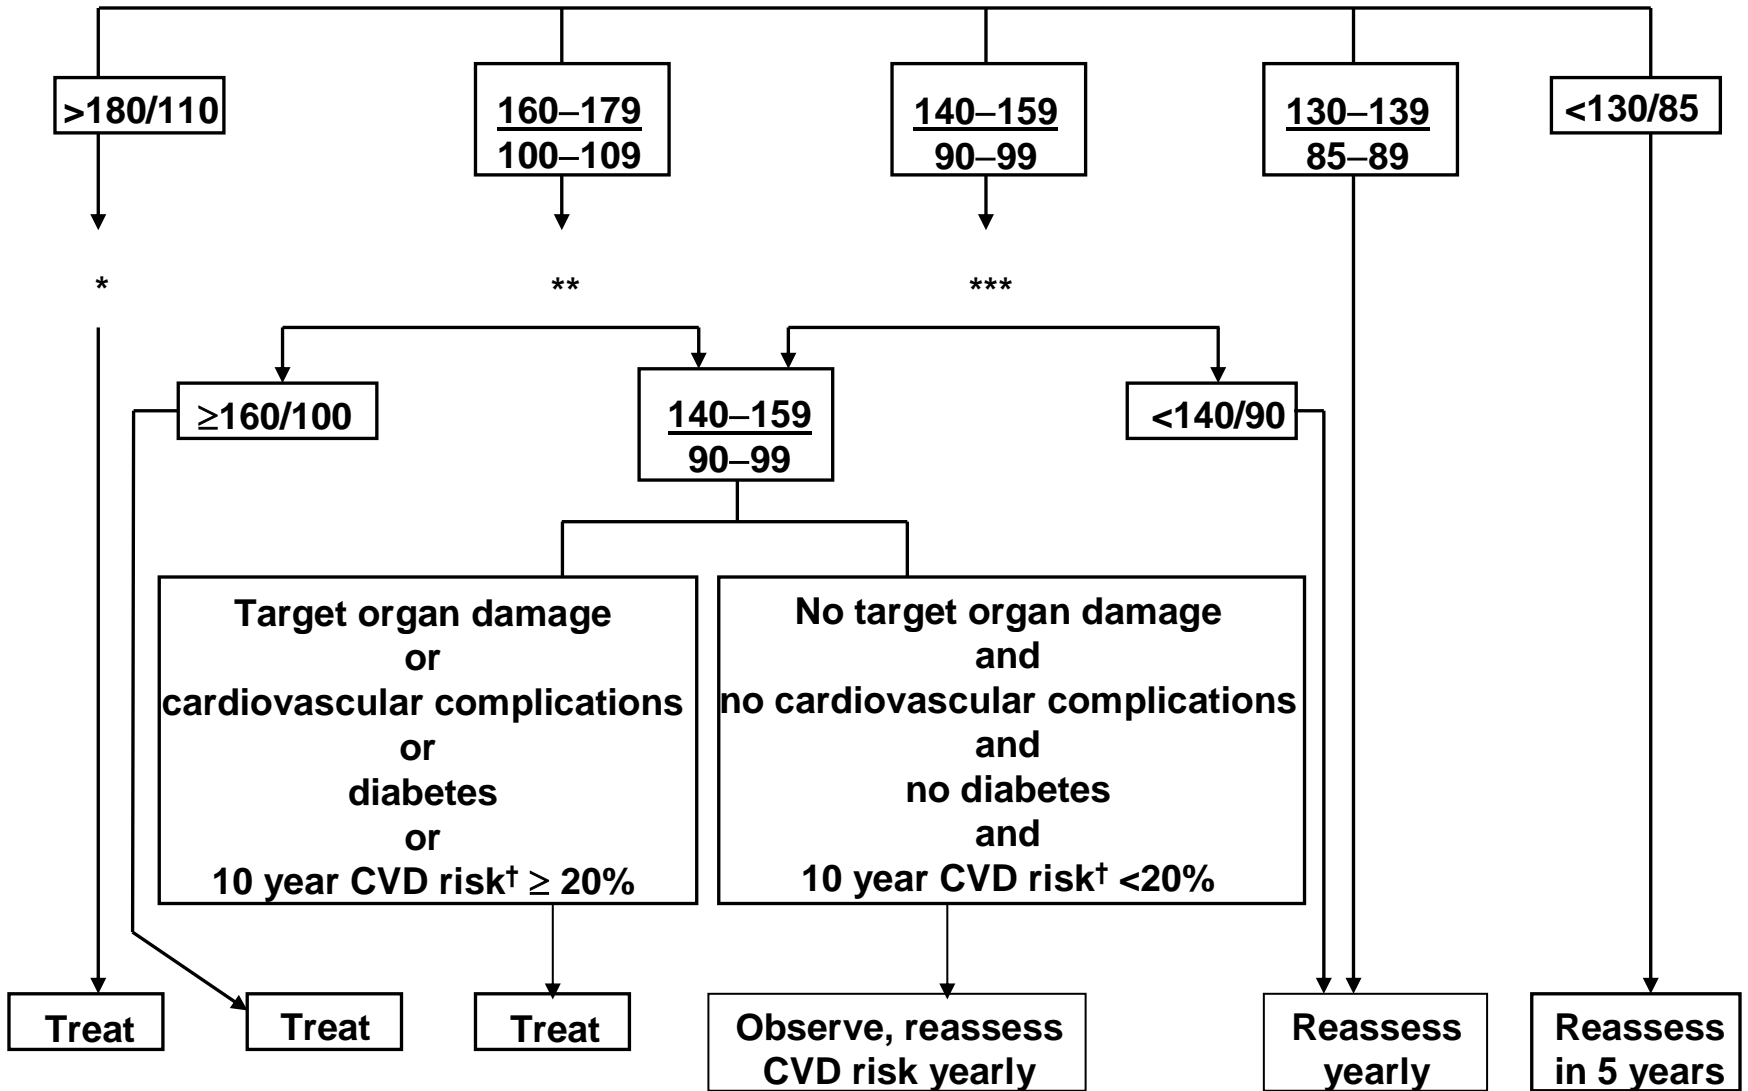 >180/110
160–179
100–109
140–159
90–99
130–139
85–89
<130/85
*
**
***
≥160/100
140–159
90–99
<140/90
Target organ damage
or
cardiovascular complications
or
diabetes
or
10 year CVD risk† ≥ 20%
No target organ damage
and
no cardiovascular complications
and
no diabetes
and
10 year CVD risk† <20%
Treat
Treat
Treat
Observe, reassess
CVD risk yearly
Reassess
yearly
Reassess
in 5 years